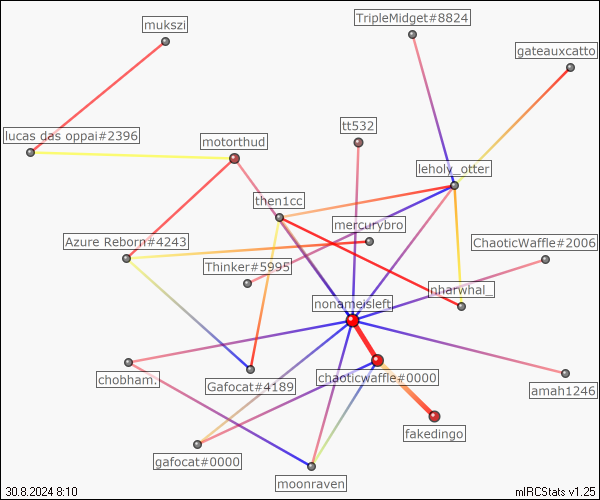 mukszi
TripleMidget#8824
gateauxcatto
lucas das oppai#2396
motorthud
tt532
leholy_otter
then1cc
mercurybro
Azure Reborn#4243
Thinker#5995
ChaoticWaffle#2006
nharwhal_
nonameisleft
chobham.
Gafocat#4189
chaoticwaffle#0000
amah1246
fakedingo
gafocat#0000
moonraven
30.8.2024 8:10
mIRCStats v1.25